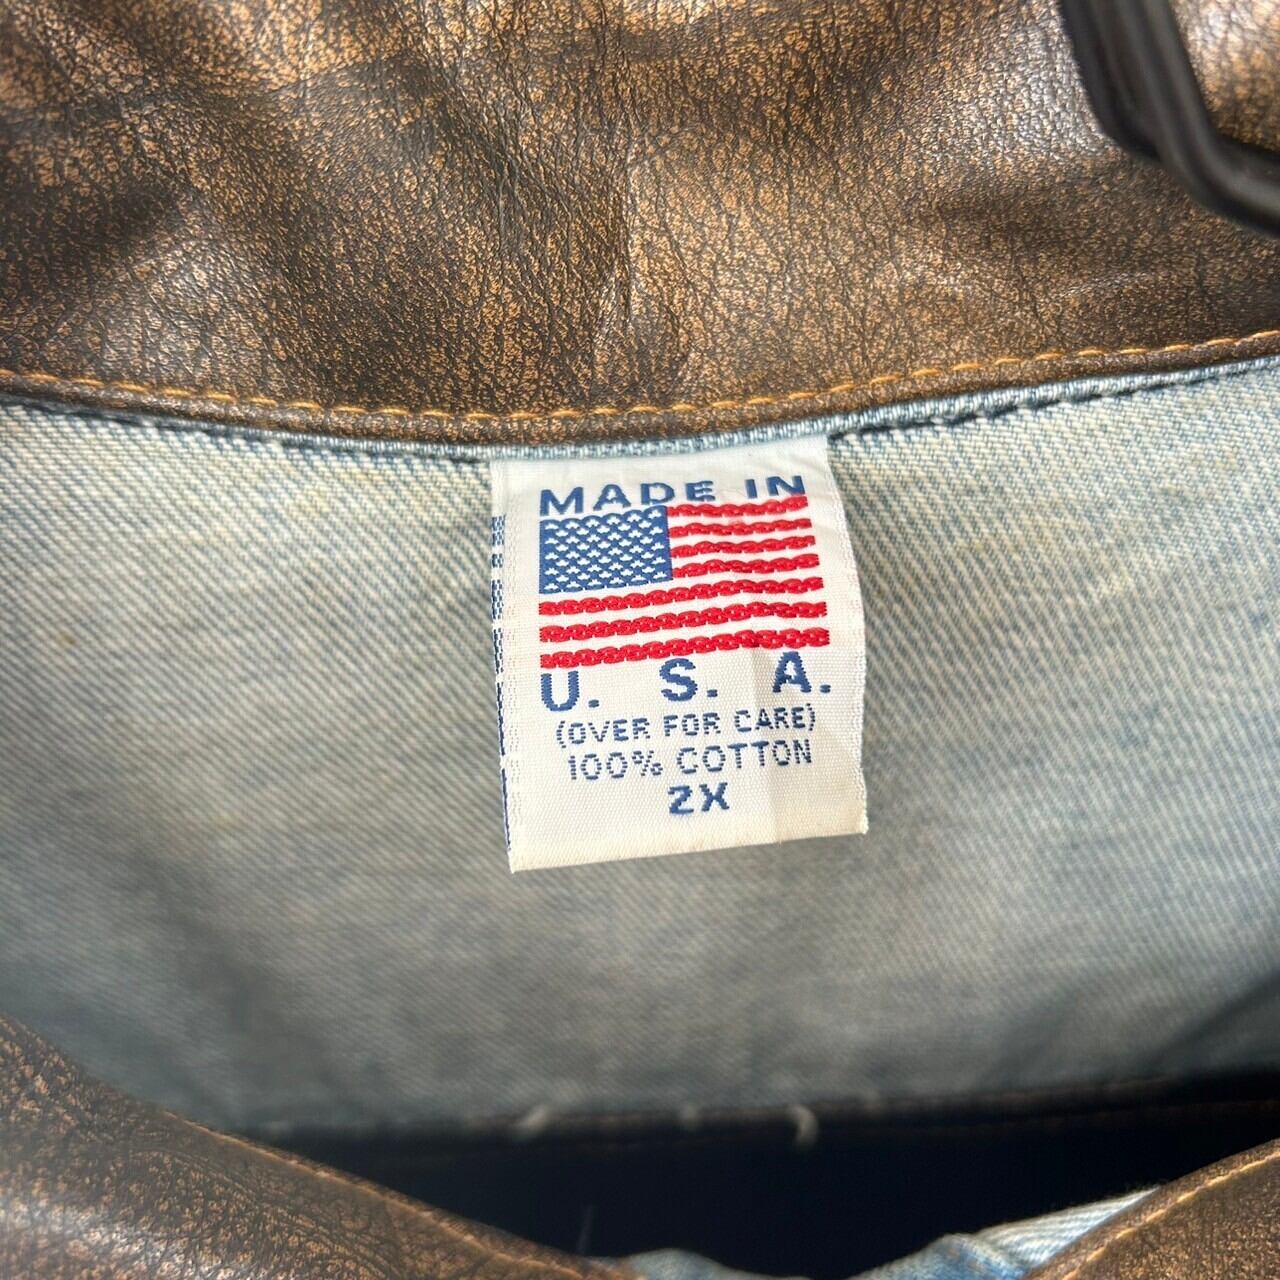 MADE IN
U. S. A.
(OVER FOR CARE)
100% COTTON
2X